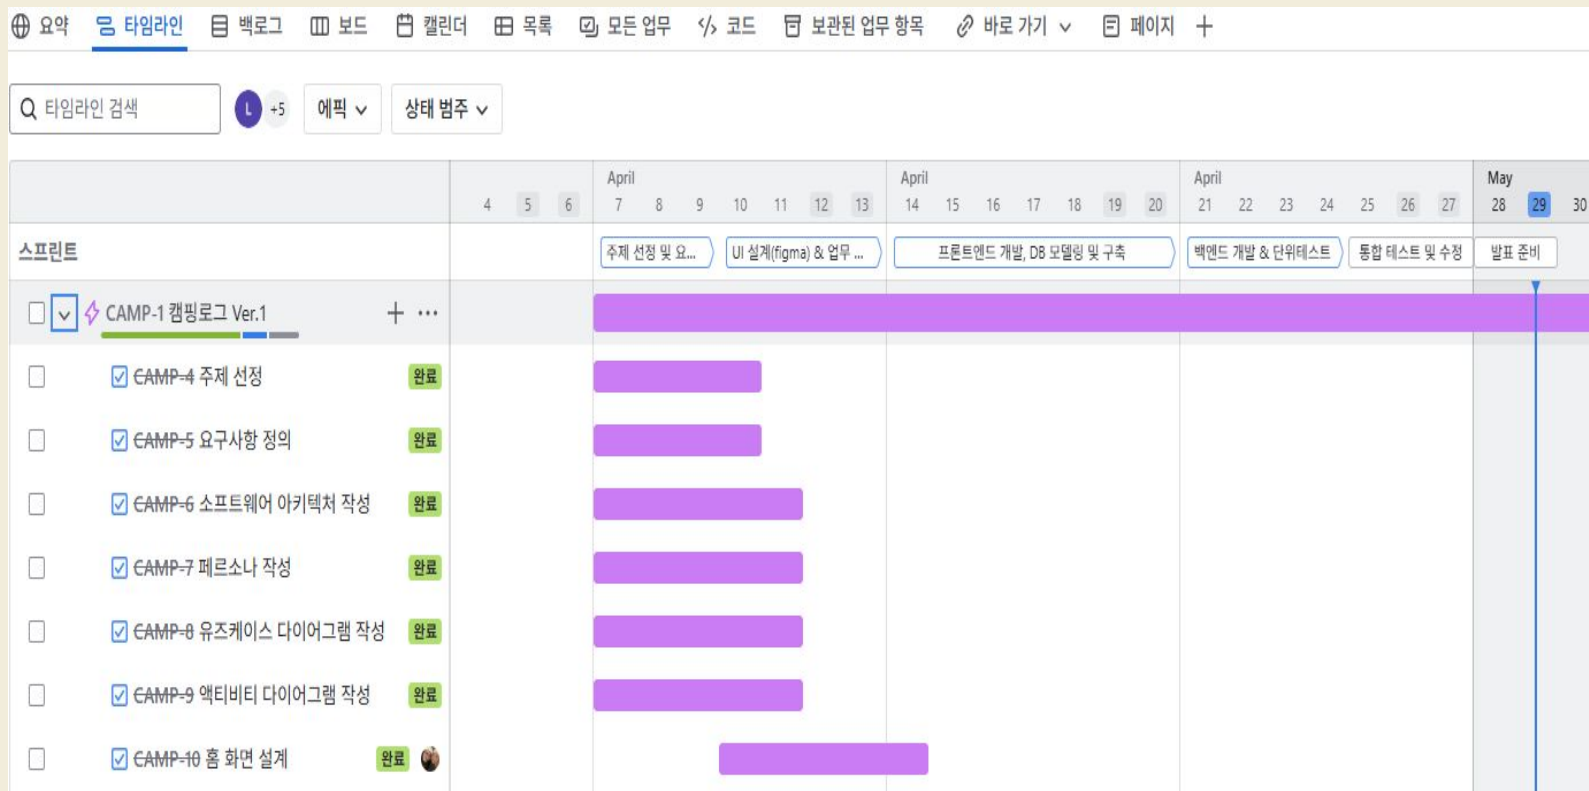 요약 타임라인 백로그 보드 캘린더 목록 모든 업무 코드 보관된 업무 항목 바로 가기 페이지
타임라인 검색 L +5 에픽 상태 범주
April April April May
4 5 6 7 8 9 10 11 12 13 14 15 16 17 18 19 20 21 22 23 24 25 26 27 28 29 30
스프린트 주제 선정 및 요... UI 설계(figma) & 업무 ... 프론트엔드 개발, DB 모델링 및 구축 백엔드 개발 & 단위테스트 통합 테스트 및 수정 발표 준비
CAMP-1 캠핑로그 Ver.1
CAMP-4 주제 선정 완료
CAMP-5 요구사항 정의 완료
CAMP-6 소프트웨어 아키텍처 작성 완료
CAMP-7 페르소나 작성 완료
CAMP-8 유즈케이스 다이어그램 작성 완료
CAMP-9 액티비티 다이어그램 작성 완료
CAMP-10 홈 화면 설계 완료